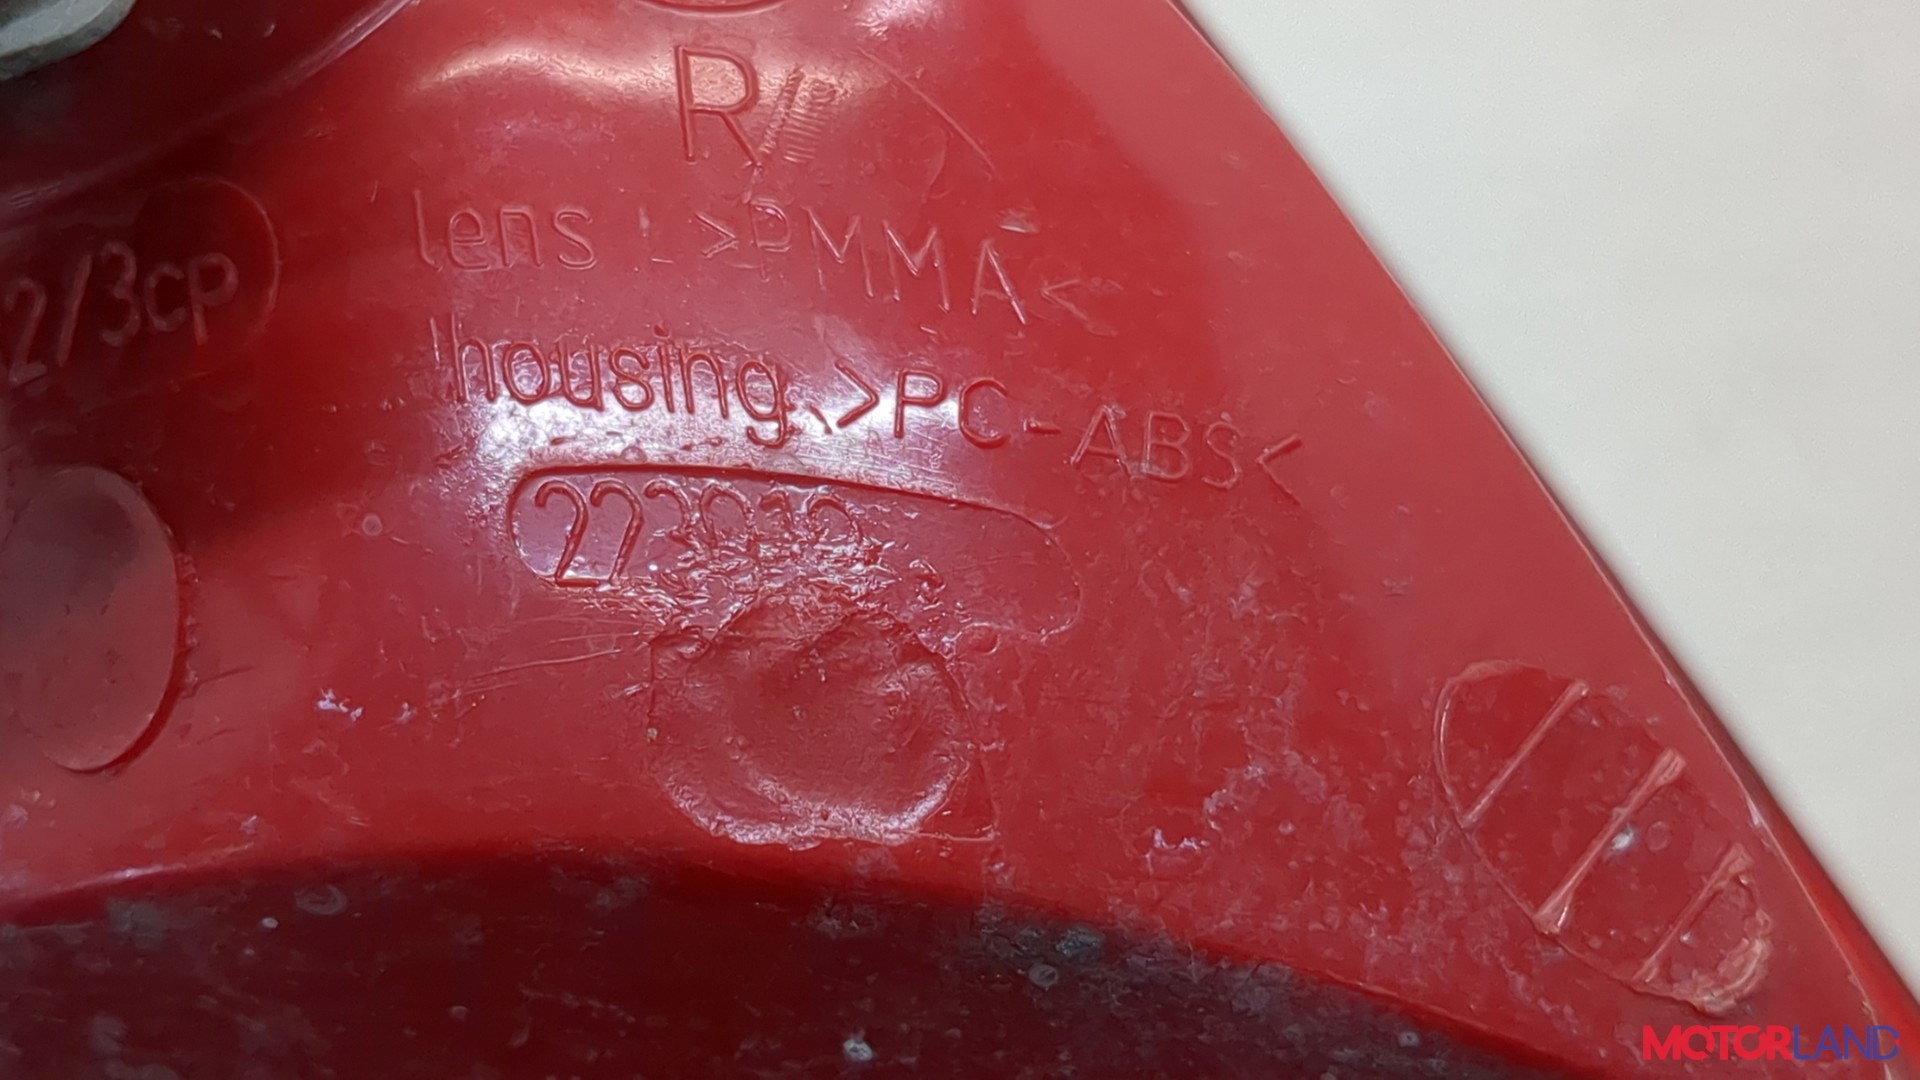 R
lens L >PMMA<
2/3cp
housing >PC-ABS<
MOTORLAND